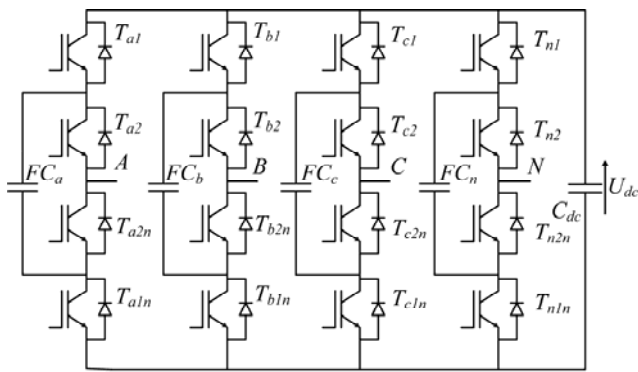 Ta1 Tb1 Tc1 Tn1
Ta2 Tb2 Tc2 Tn2
FCa A FCb B FCc C FCn N Udc
Cdc
Ta2n Tb2n Tc2n Tn2n
Ta1n Tb1n Tc1n Tn1n